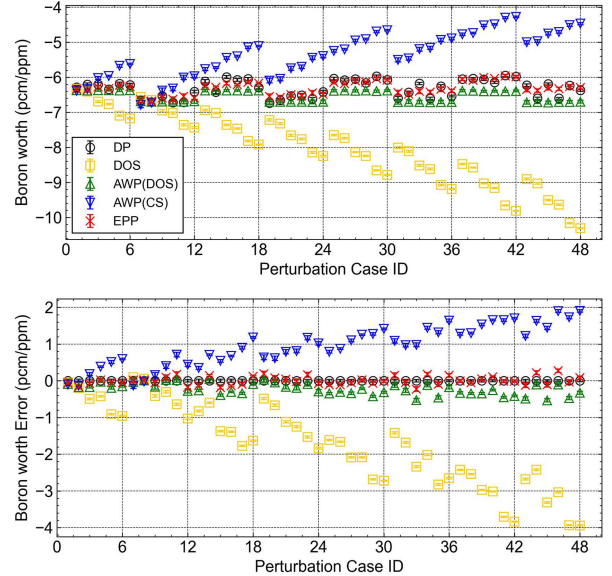 −4
−5
−6
−7
−8
−9
−10
Boron worth (pcm/ppm)
DP
DOS
AWP(DOS)
AWP(CS)
EPP
0 6 12 18 24 30 36 42 48
Perturbation Case ID
2
1
0
−1
−2
−3
−4
Boron worth Error (pcm/ppm)
0 6 12 18 24 30 36 42 48
Perturbation Case ID